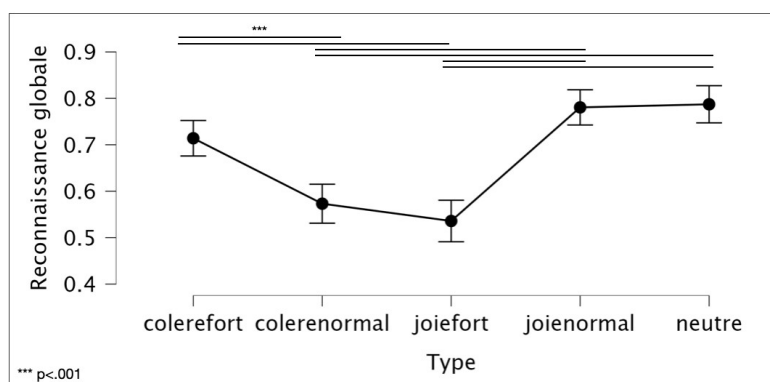 ***
Reconnaissance globale
0.9
0.8
0.7
0.6
0.5
0.4
colerefort colerenormal joiefort joienormal neutre
Type
*** p<.001